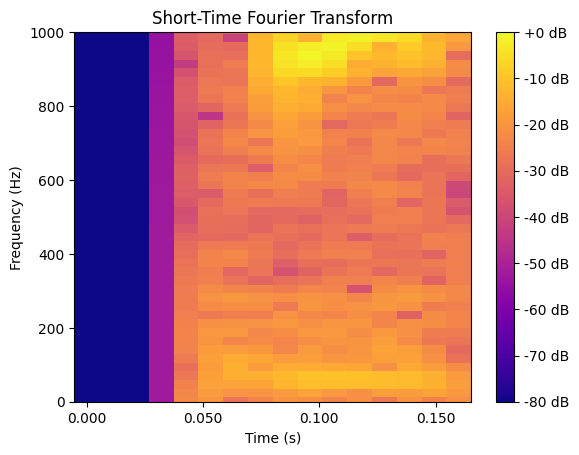 Short-Time Fourier Transform
Frequency (Hz)
1000
800
600
400
200
0
0.000
0.050
0.100
0.150
Time (s)
+0 dB
-10 dB
-20 dB
-30 dB
-40 dB
-50 dB
-60 dB
-70 dB
-80 dB